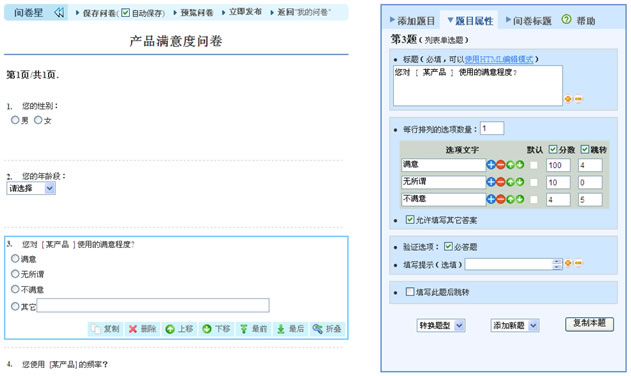 问卷星 保存问卷( 自动保存) 预览问卷 立即发布 返回"我的问卷"
产品满意度问卷
第1页/共1页.
1. 您的性别：
男 女
2. 您的年龄段：
请选择
3. 您对 [ 某产品 ] 使用的满意程度?
满意
无所谓
不满意
其它
复制 删除 上移 下移 最前 最后 折叠
4. 您使用 [某产品] 的频率？
添加题目 题目属性 问卷标题 帮助
第3题(列表单选题)
标题(必填，可以使用HTML编辑模式)
您对 [ 某产品 ] 使用的满意程度?
每行排列的选项数量： 1
选项文字 默认 分数 跳转
满意 100 4
无所谓 10 0
不满意 4 5
允许填写其它答案
验证选项： 必答题
填写提示(选填)
填写此题后跳转
转换题型 添加新题 复制本题